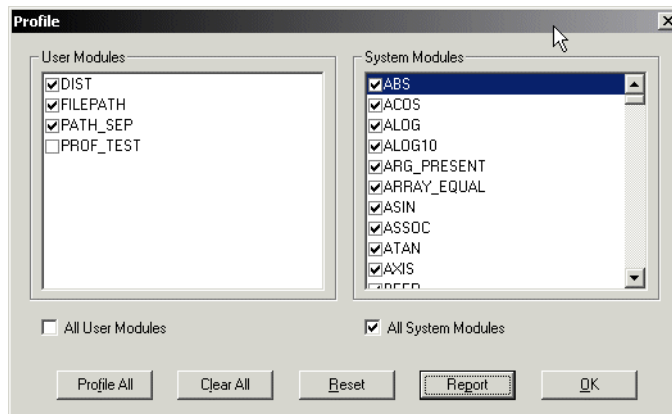 Profile
User Modules
DIST
FILEPATH
PATH_SEP
PROF_TEST
System Modules
ABS
ACOS
ALOG
ALOG10
ARG_PRESENT
ARRAY_EQUAL
ASIN
ASSOC
ATAN
AXIS
All User Modules
All System Modules
Profile All
Clear All
Reset
Report
OK